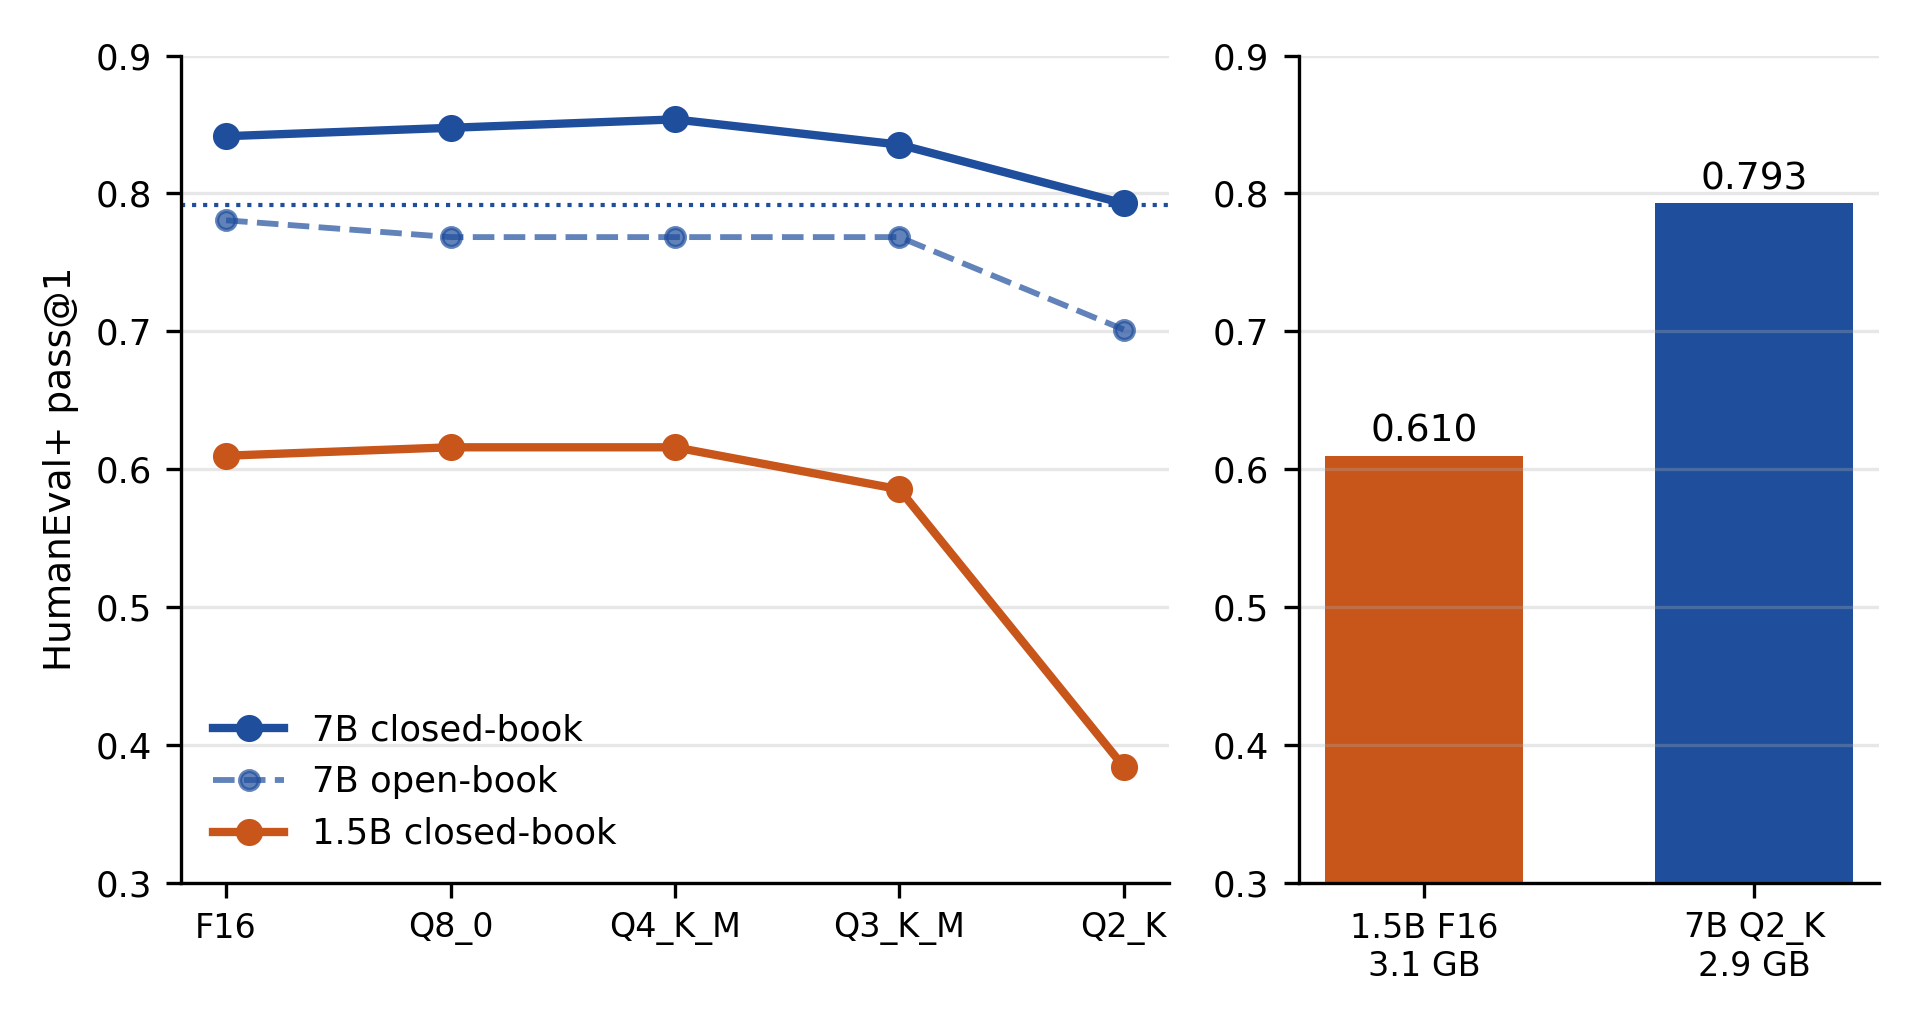 HumanEval+ pass@1
0.9
0.8
0.7
0.6
0.5
0.4
0.3
7B closed-book
7B open-book
1.5B closed-book
F16 Q8_0 Q4_K_M Q3_K_M Q2_K
0.9
0.8
0.7
0.6
0.5
0.4
0.3
0.793
0.610
1.5B F16 7B Q2_K
3.1 GB 2.9 GB